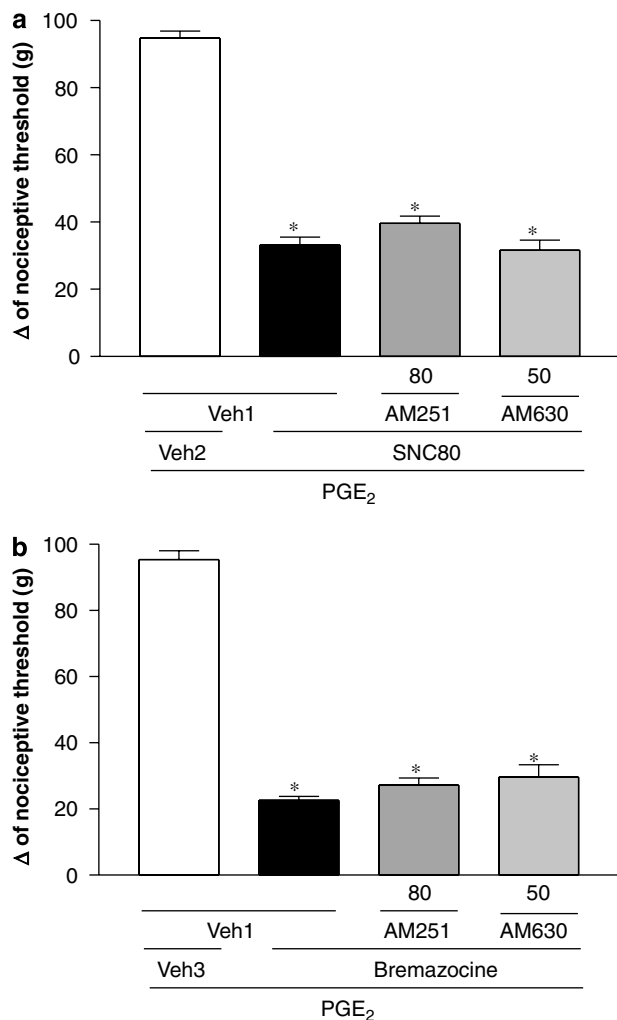 a
Δ of nociceptive threshold (g)
100
80
60
40
20
0
* * *
80 50
Veh1 AM251 AM630
Veh2 SNC80
PGE₂
b
Δ of nociceptive threshold (g)
100
80
60
40
20
0
* * *
80 50
Veh1 AM251 AM630
Veh3 Bremazocine
PGE₂